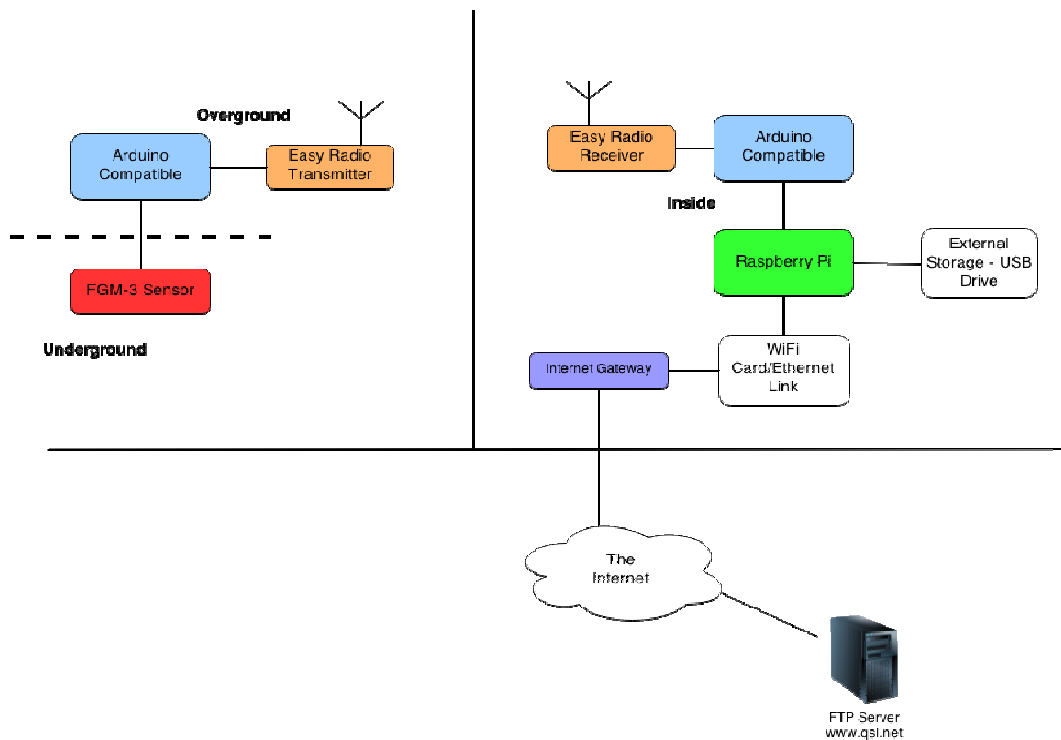 Overground
Arduino
Compatible
Easy Radio
Transmitter
FGM-3 Sensor
Underground
Easy Radio
Receiver
Arduino
Compatible
Inside
Raspberry Pi
External
Storage - USB
Drive
WiFi
Card/Ethernet
Link
Internet Gateway
The
Internet
FTP Server
www.qsl.net